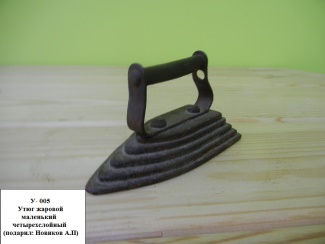 У- 005
Утюг жаровой
маленький
четырехслойный
(подарил: Новиков А.П)